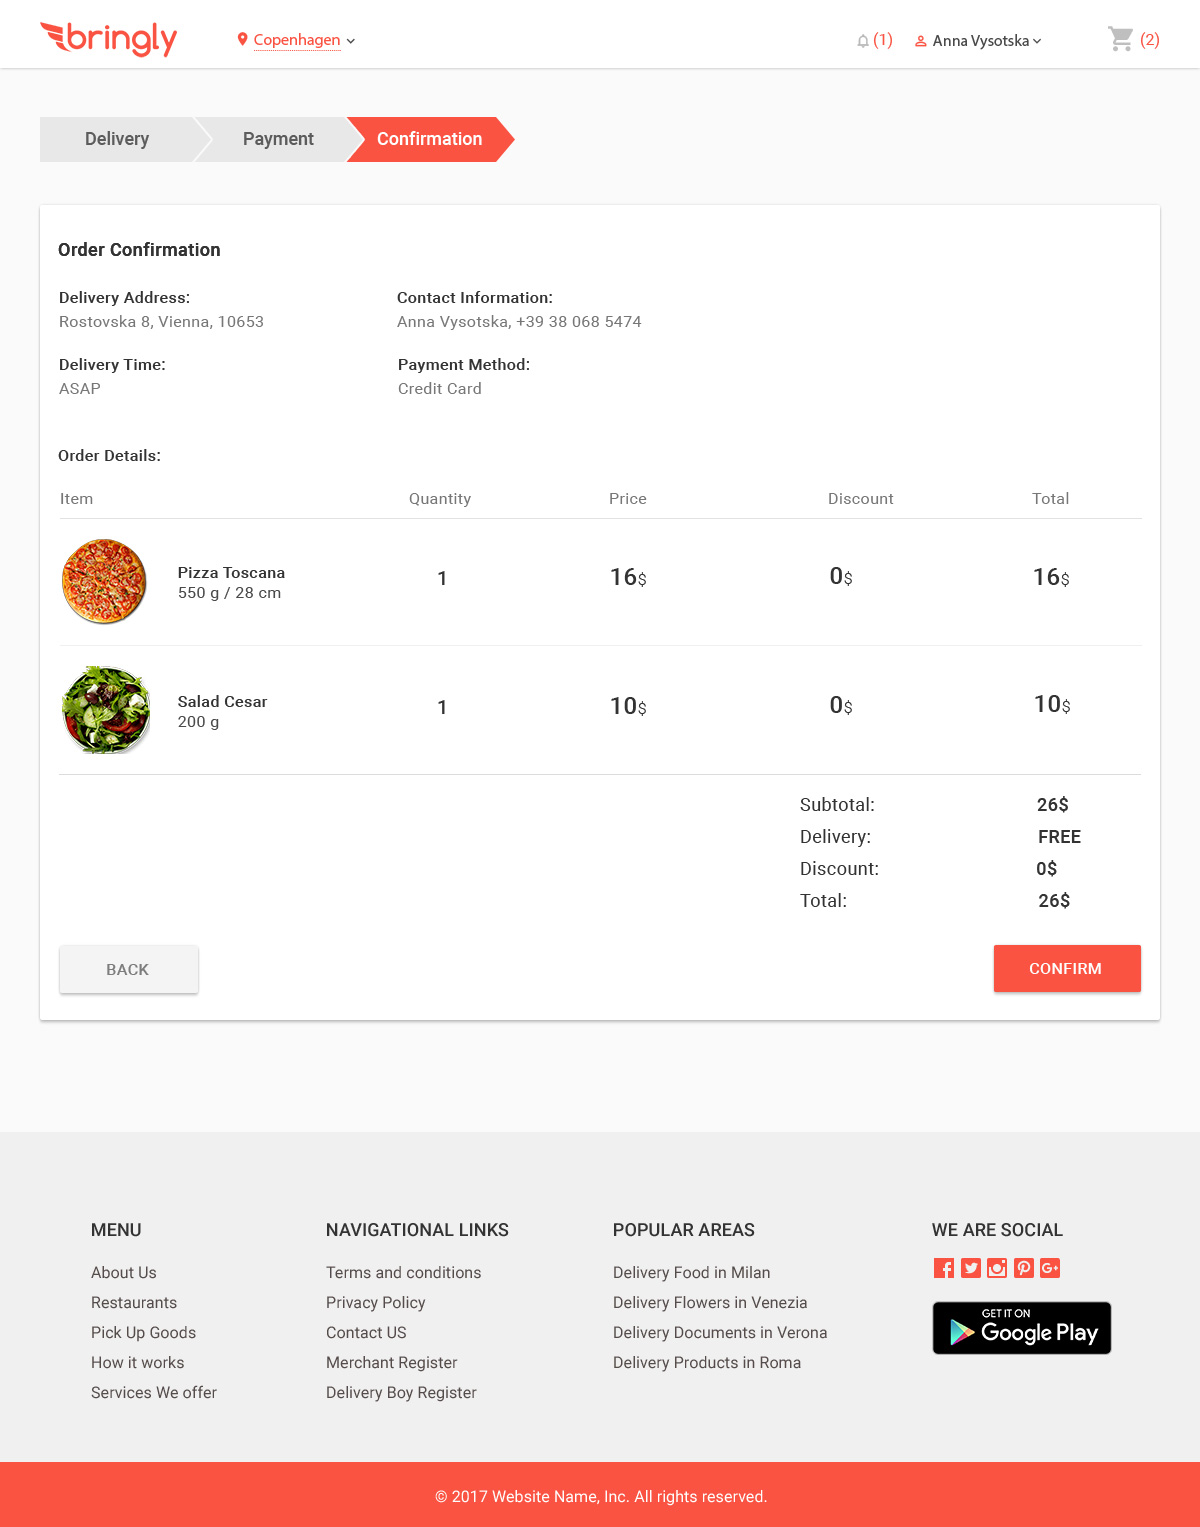 bringly
Copenhagen
(1)
Anna Vysotska
(2)
Delivery
Payment
Confirmation
Order Confirmation
Delivery Address:
Rostovska 8, Vienna, 10653
Contact Information:
Anna Vysotska, +39 38 068 5474
Delivery Time:
ASAP
Payment Method:
Credit Card
Order Details:
Item Quantity Price Discount Total
Pizza Toscana
550 g / 28 cm
1 16$ 0$ 16$
Salad Cesar
200 g
1 10$ 0$ 10$
Subtotal: 26$
Delivery: FREE
Discount: 0$
Total: 26$
BACK
CONFIRM
MENU
About Us
Restaurants
Pick Up Goods
How it works
Services We offer
NAVIGATIONAL LINKS
Terms and conditions
Privacy Policy
Contact US
Merchant Register
Delivery Boy Register
POPULAR AREAS
Delivery Food in Milan
Delivery Flowers in Venezia
Delivery Documents in Verona
Delivery Products in Roma
WE ARE SOCIAL
GET IT ON
Google Play
© 2017 Website Name, Inc. All rights reserved.